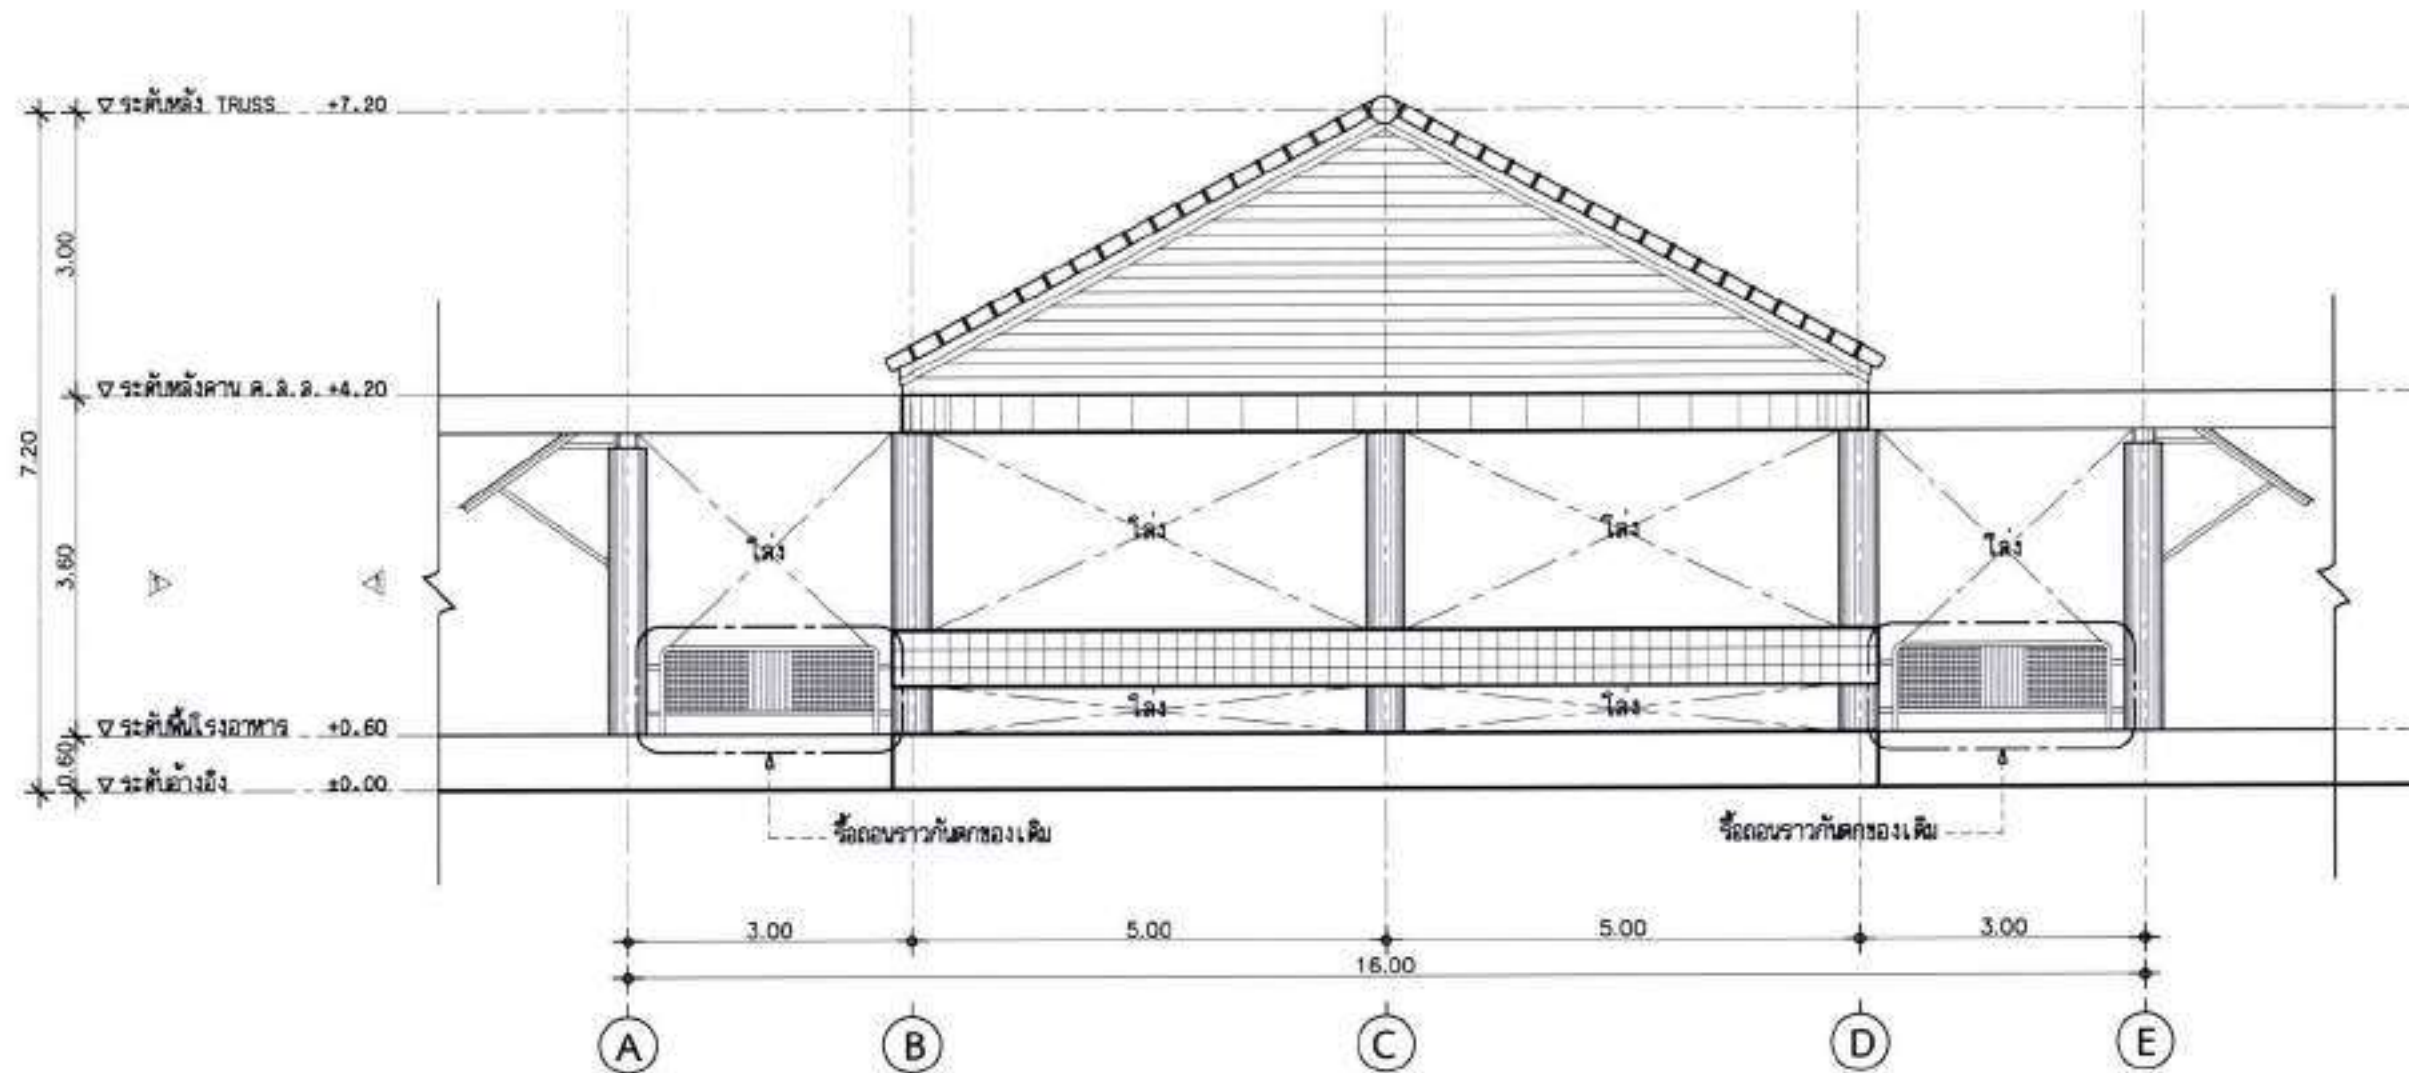 ระดับหลัง TRUSS +7.20
3.00
ระดับหลังคาน ค.ส.ล. +4.20
7.20
3.60
โล่ง
โล่ง
โล่ง
โล่ง
โล่ง
โล่ง
ระดับพื้นโรงอาหาร +0.60
0.60
ระดับอ้างอิง ±0.00
รื้อถอนราวกันตกของเดิม
รื้อถอนราวกันตกของเดิม
3.00 5.00 5.00 3.00
16.00
A B C D E